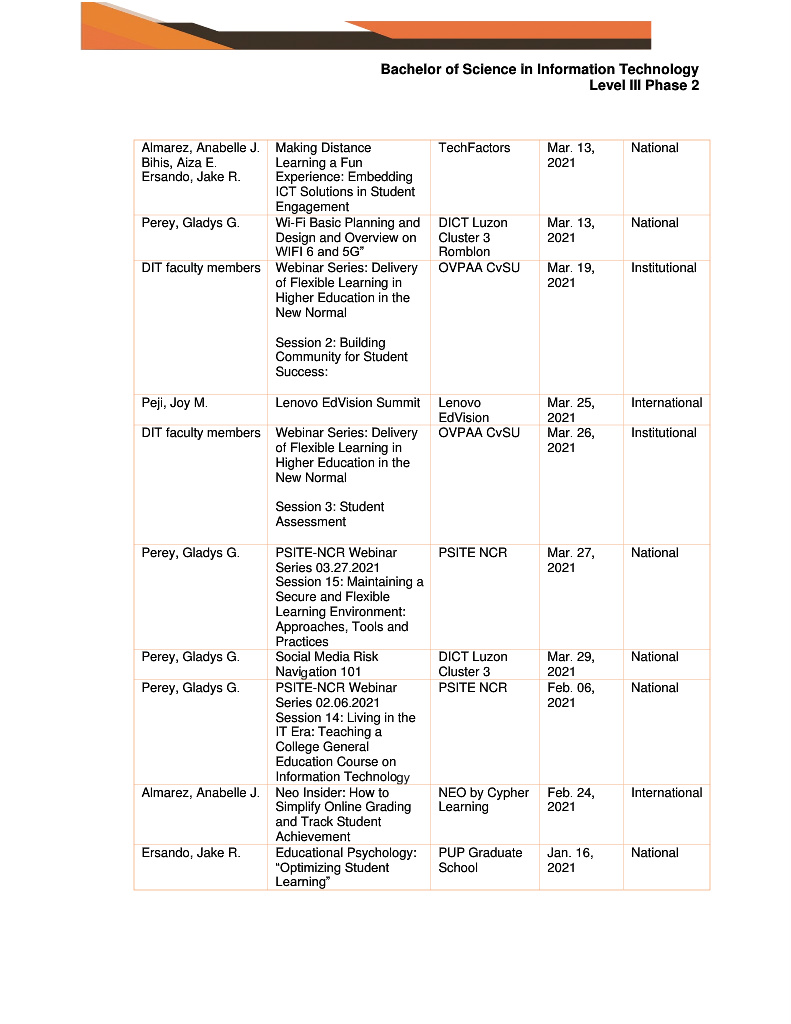 Bachelor of Science in Information Technology
Level III Phase 2
Almarez, Anabelle J.
Bihis, Aiza E.
Ersando, Jake R.
Making Distance
Learning a Fun
Experience: Embedding
ICT Solutions in Student
Engagement
TechFactors
Mar. 13,
2021
National
Perey, Gladys G.
Wi-Fi Basic Planning and
Design and Overview on
WIFI 6 and 5G”
DICT Luzon
Cluster 3
Romblon
Mar. 13,
2021
National
DIT faculty members
Webinar Series: Delivery
of Flexible Learning in
Higher Education in the
New Normal
Session 2: Building
Community for Student
Success:
OVPAA CvSU
Mar. 19,
2021
Institutional
Peji, Joy M.
Lenovo EdVision Summit
Lenovo
EdVision
Mar. 25,
2021
International
DIT faculty members
Webinar Series: Delivery
of Flexible Learning in
Higher Education in the
New Normal
Session 3: Student
Assessment
OVPAA CvSU
Mar. 26,
2021
Institutional
Perey, Gladys G.
PSITE-NCR Webinar
Series 03.27.2021
Session 15: Maintaining a
Secure and Flexible
Learning Environment:
Approaches, Tools and
Practices
PSITE NCR
Mar. 27,
2021
National
Perey, Gladys G.
Social Media Risk
Navigation 101
DICT Luzon
Cluster 3
Mar. 29,
2021
National
Perey, Gladys G.
PSITE-NCR Webinar
Series 02.06.2021
Session 14: Living in the
IT Era: Teaching a
College General
Education Course on
Information Technology
PSITE NCR
Feb. 06,
2021
National
Almarez, Anabelle J.
Neo Insider: How to
Simplify Online Grading
and Track Student
Achievement
NEO by Cypher
Learning
Feb. 24,
2021
International
Ersando, Jake R.
Educational Psychology:
“Optimizing Student
Learning”
PUP Graduate
School
Jan. 16,
2021
National